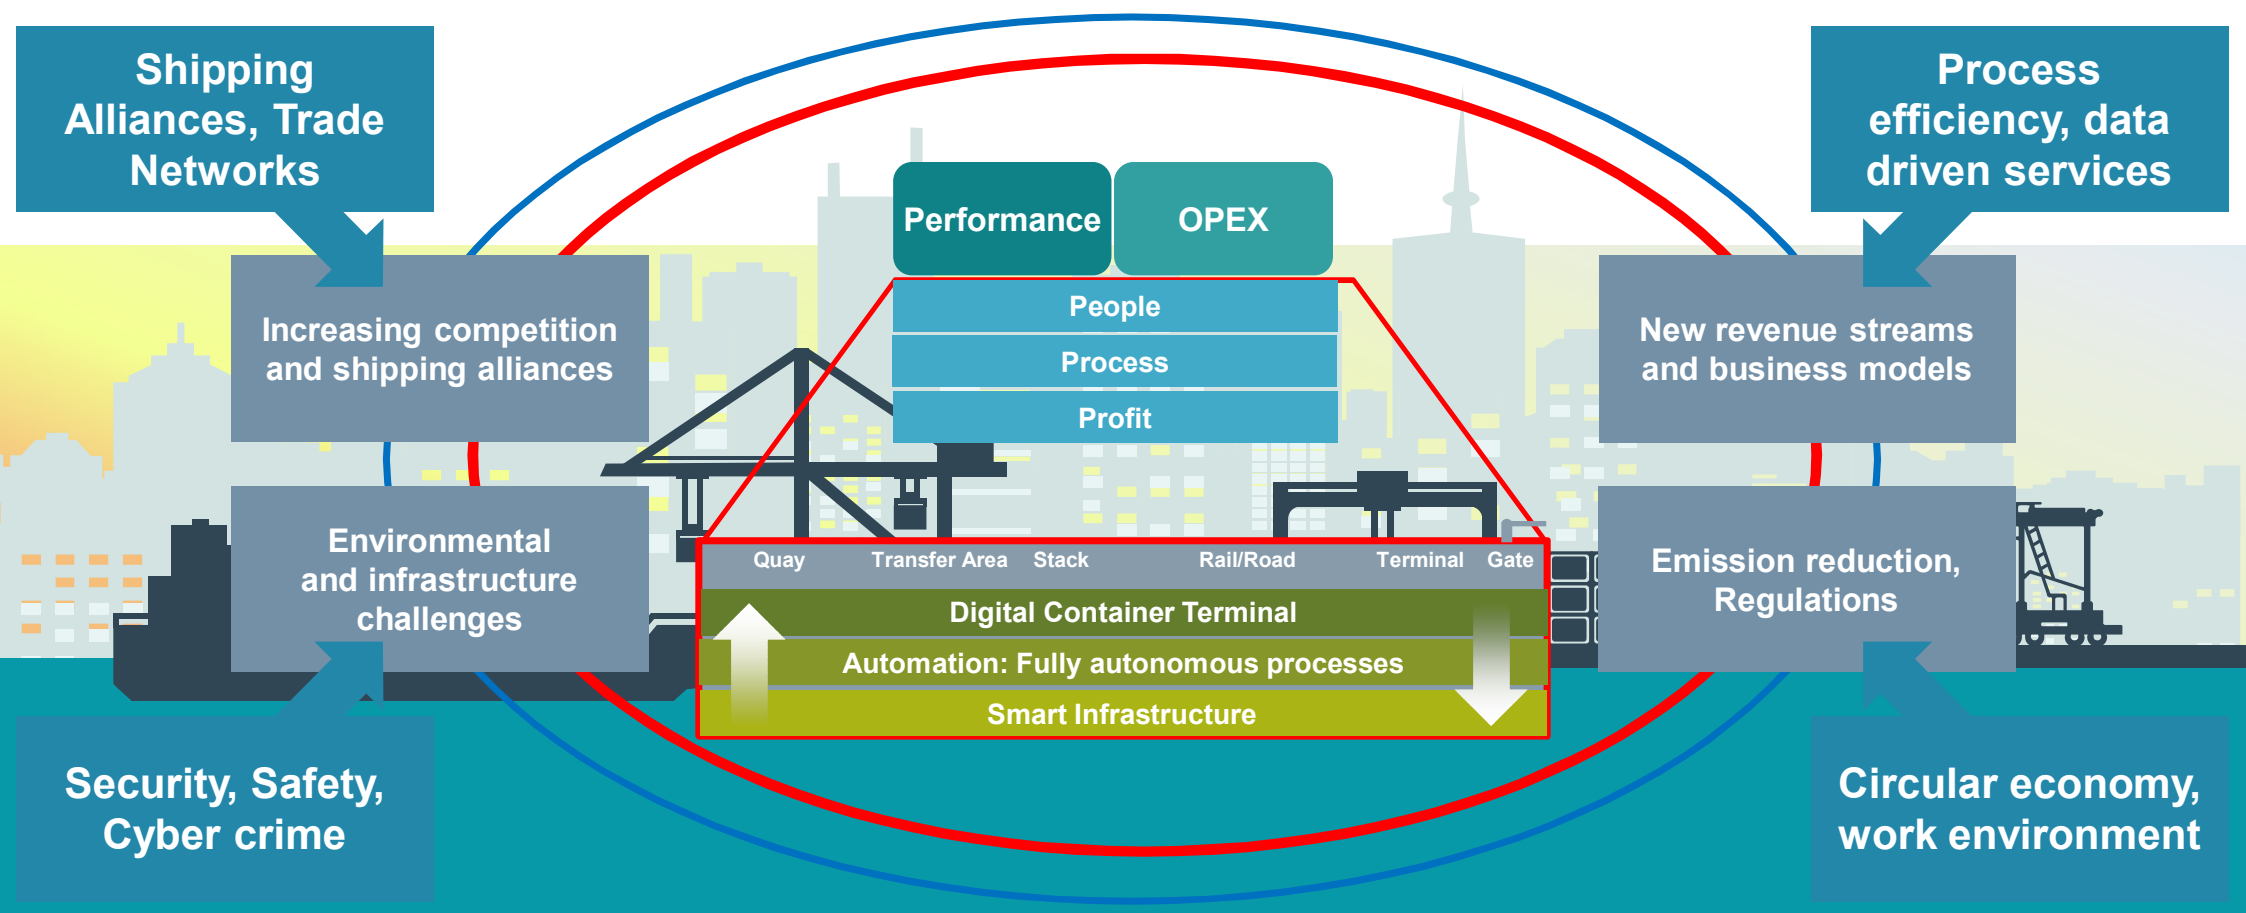 Shipping
Alliances, Trade
Networks
Process
efficiency, data
driven services
Performance
OPEX
People
Process
Profit
Increasing competition
and shipping alliances
New revenue streams
and business models
Environmental
and infrastructure
challenges
Emission reduction,
Regulations
Quay Transfer Area Stack Rail/Road Terminal Gate
Digital Container Terminal
Automation: Fully autonomous processes
Smart Infrastructure
Security, Safety,
Cyber crime
Circular economy,
work environment